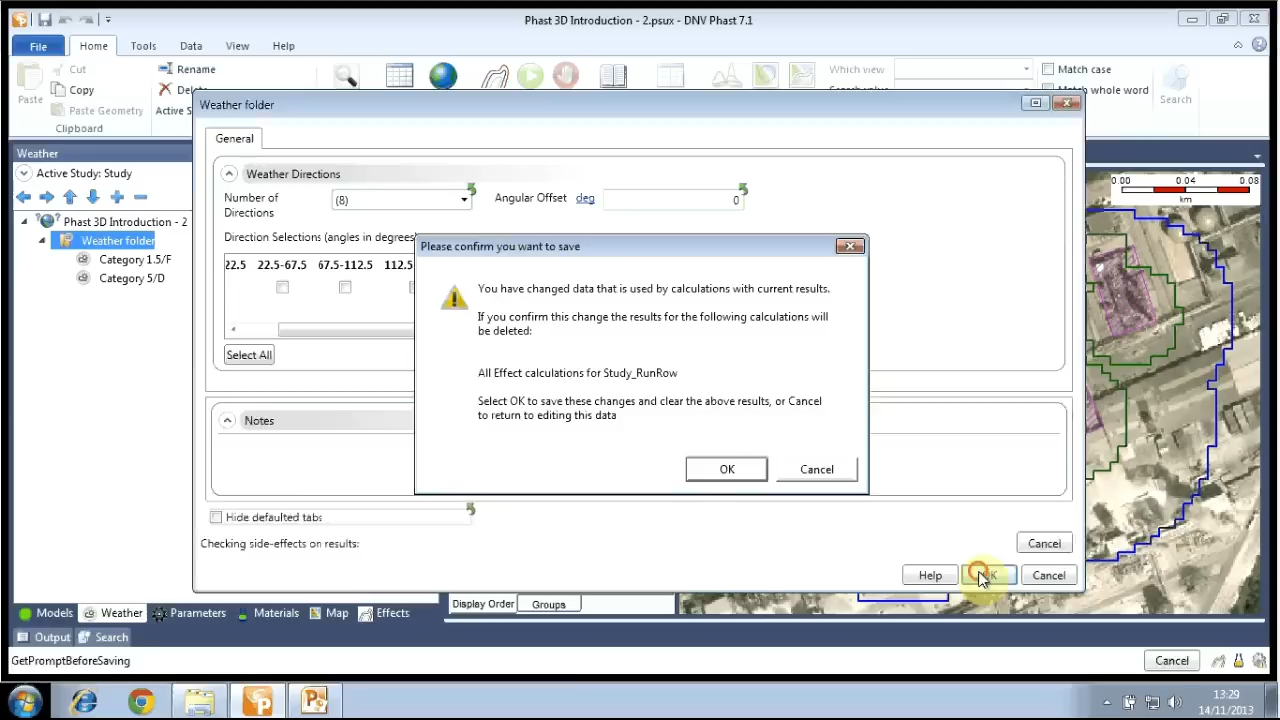 Phast 3D Introduction - 2.psux - DNV Phast 7.1
File Home Tools Data View Help
Cut Rename
Paste Copy
Paste Geometry
Clipboard
Which view Match case
Match whole word
Search
Weather
Active Study: Study
Phast 3D Introduction - 2
Weather folder
Category 1.5/F
Category 5/D
Weather folder
General
Weather Directions
Number of Directions (8) Angular Offset deg 0
Direction Selections (angles in degrees
22.5 22.5-67.5 67.5-112.5 112.5
Select All
Notes
Hide defaulted tabs
Checking side-effects on results:
Cancel
Help Cancel
Please confirm you want to save
You have changed data that is used by calculations with current results.
If you confirm this change the results for the following calculations will
be deleted:
All Effect calculations for Study_RunRow
Select OK to save these changes and clear the above results, or Cancel
to return to editing this data
OK Cancel
0.00 0.04 0.08
km
Models Weather Parameters Materials Map Effects
Display Order Groups
Output Search
GetPromptBeforeSaving Cancel
13:29
14/11/2013